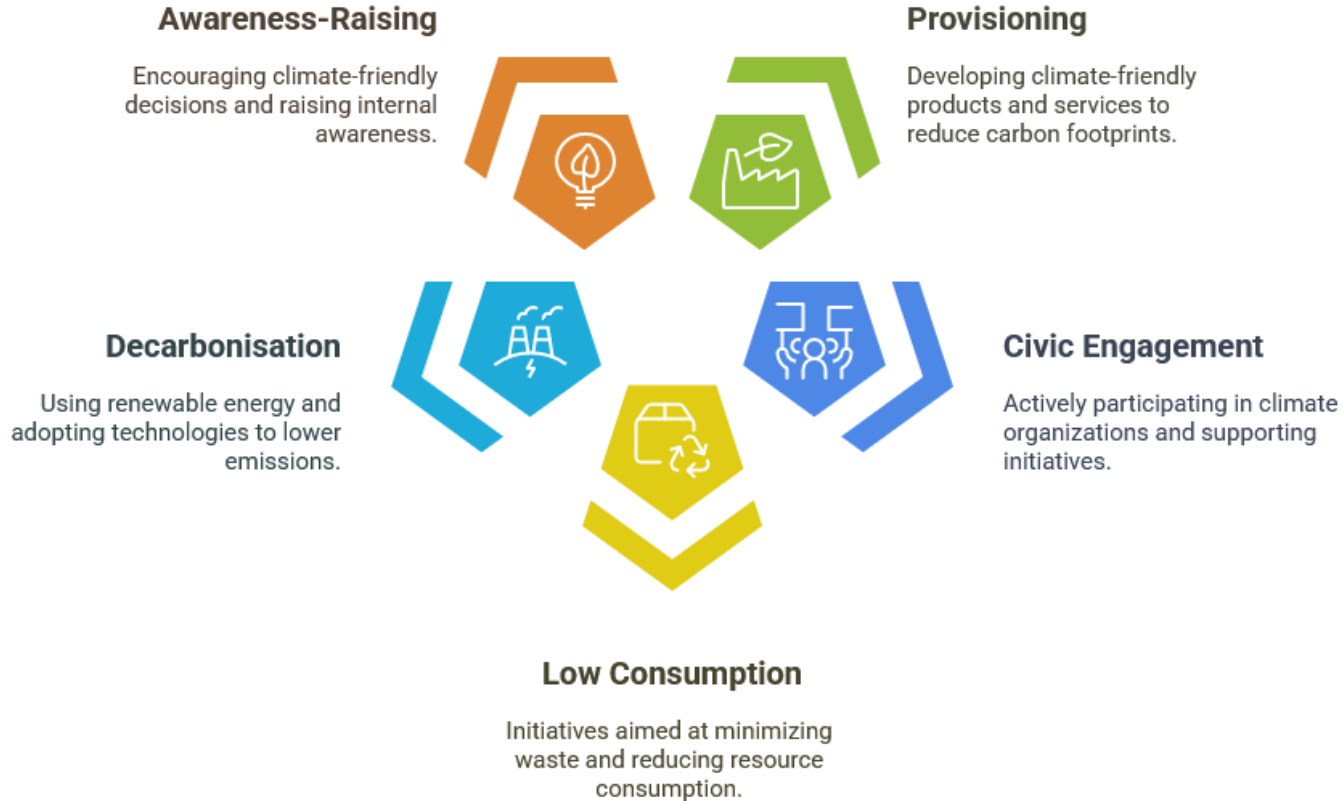 Awareness-Raising
Encouraging climate-friendly
decisions and raising internal
awareness.
Provisioning
Developing climate-friendly
products and services to
reduce carbon footprints.
Decarbonisation
Using renewable energy and
adopting technologies to lower
emissions.
Civic Engagement
Actively participating in climate
organizations and supporting
initiatives.
Low Consumption
Initiatives aimed at minimizing
waste and reducing resource
consumption.